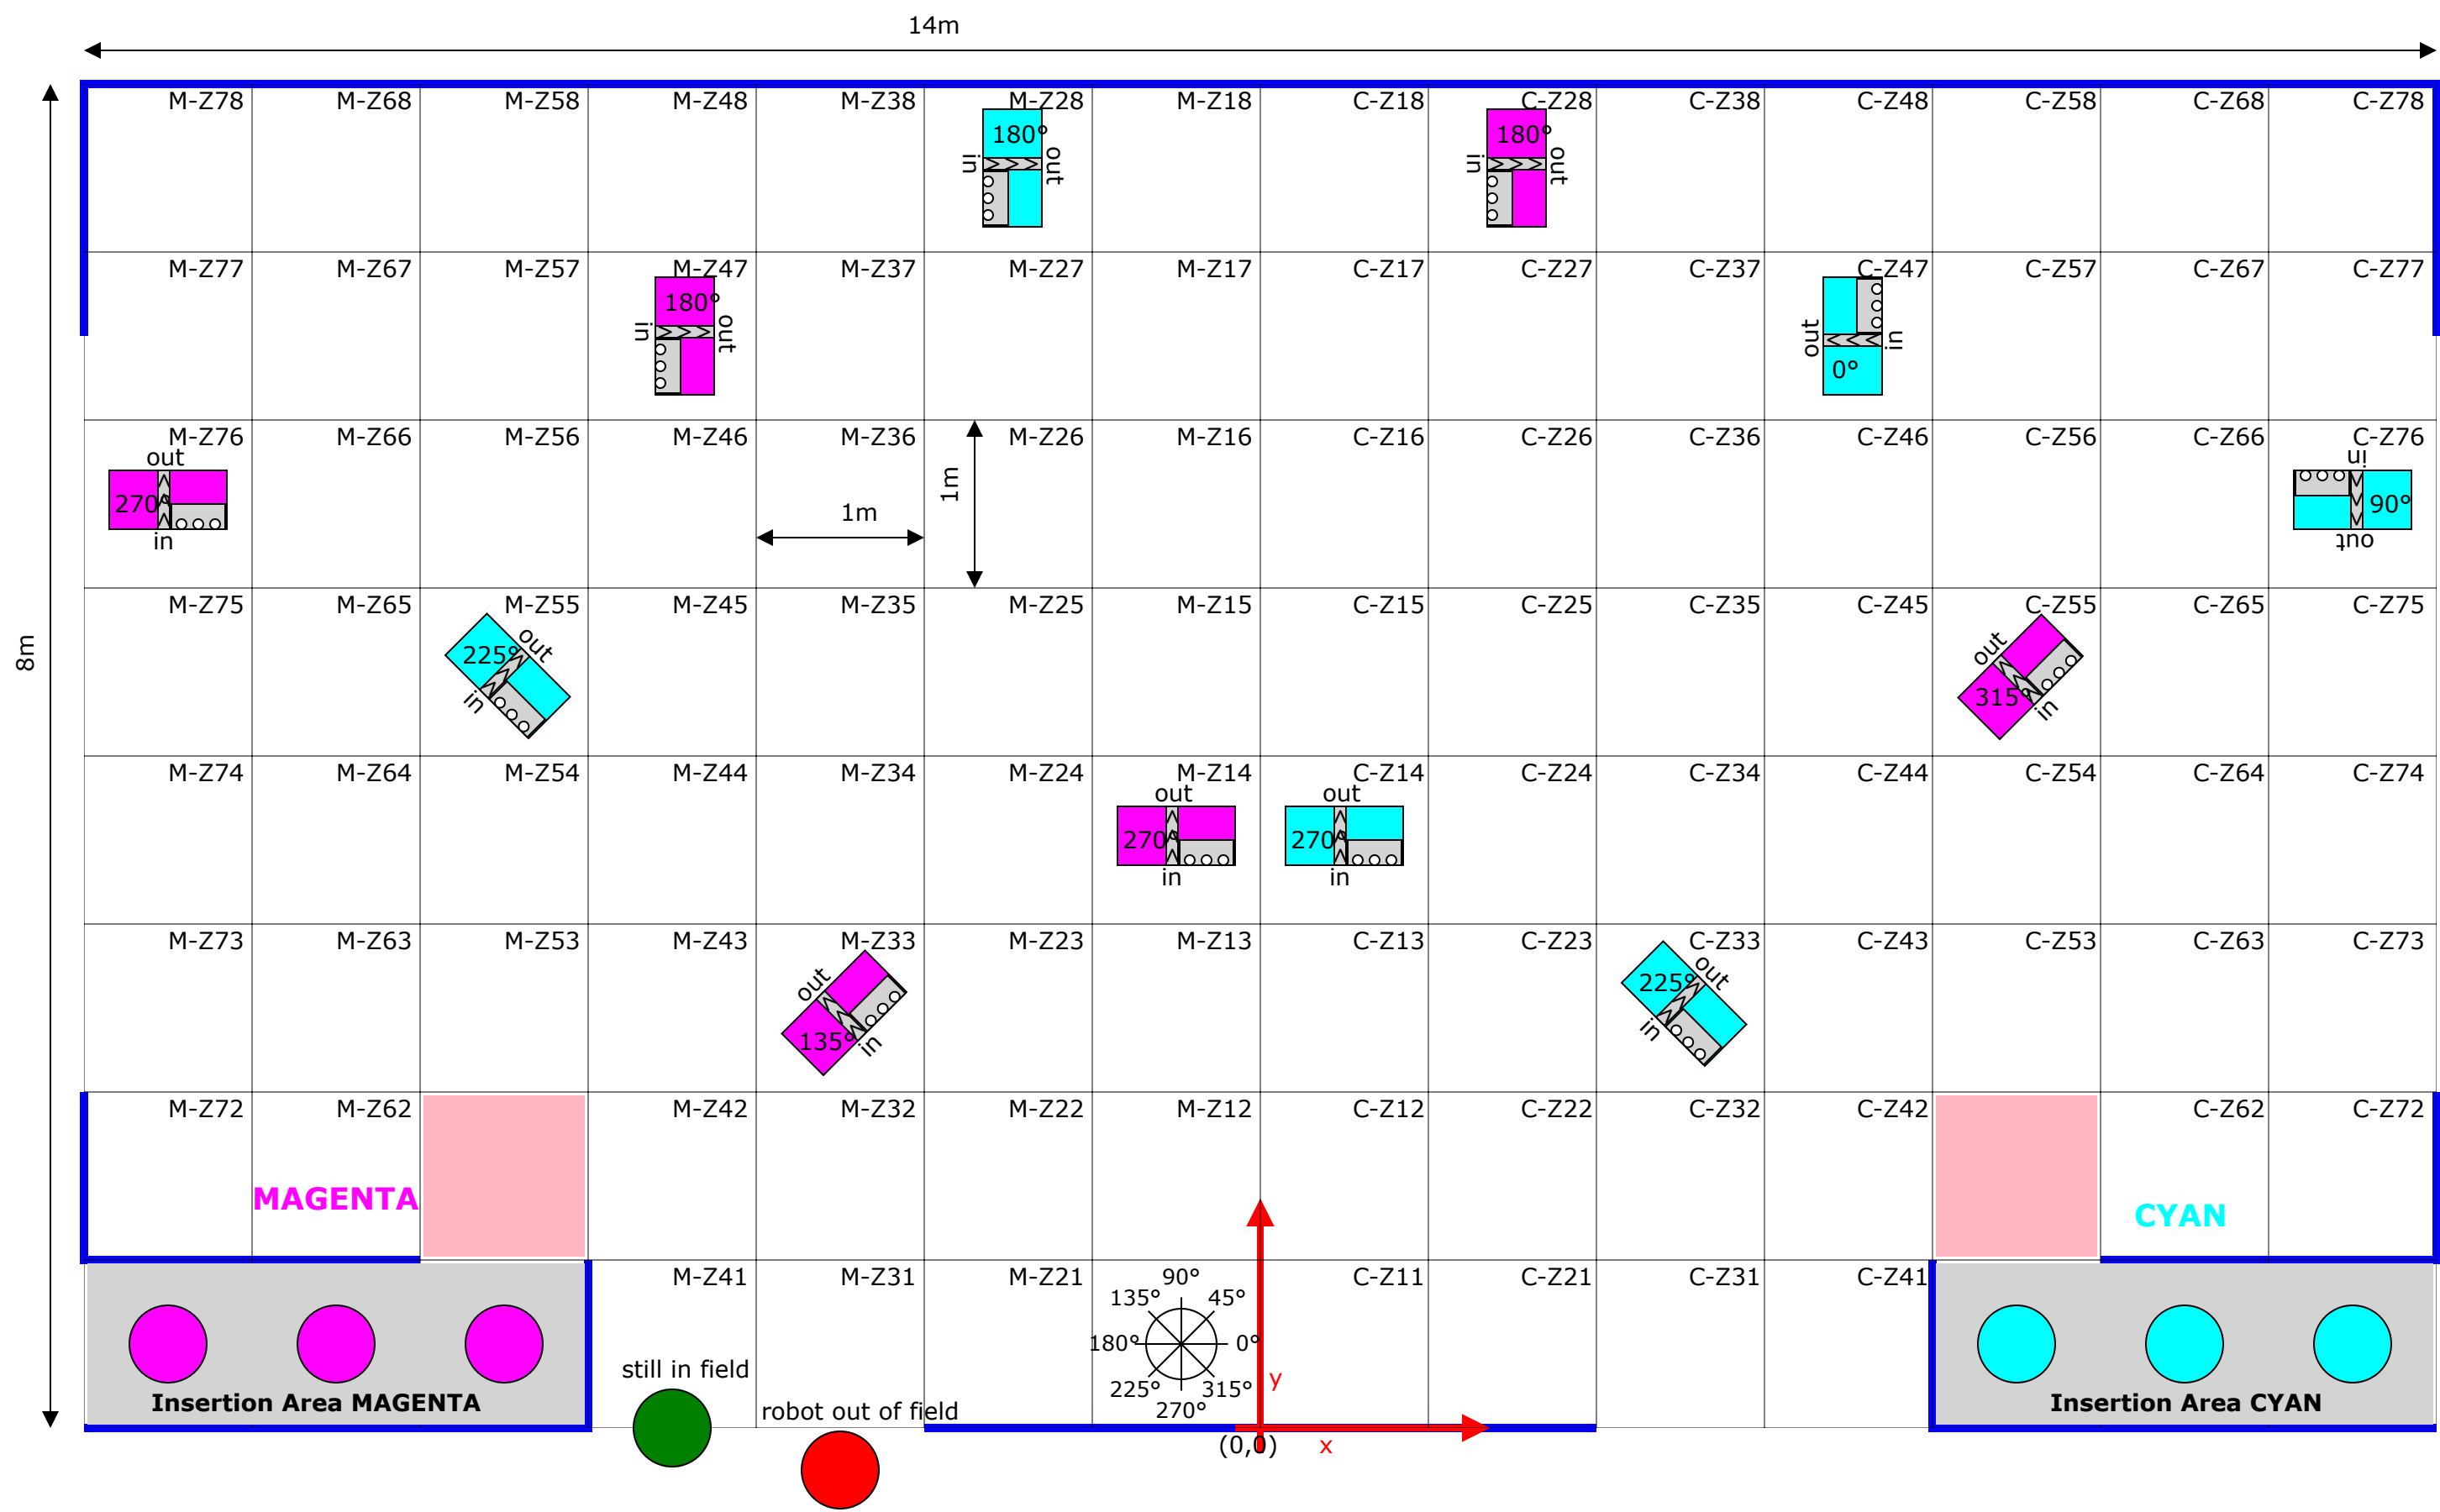 14m
M-Z78 M-Z68 M-Z58 M-Z48 M-Z38 M-Z28 M-Z18 C-Z18 C-Z28 C-Z38 C-Z48 C-Z58 C-Z68 C-Z78
180° 180°
in out in out
M-Z77 M-Z67 M-Z57 M-Z47 M-Z37 M-Z27 M-Z17 C-Z17 C-Z27 C-Z37 C-Z47 C-Z57 C-Z67 C-Z77
180°
in out out in
0°
M-Z76 M-Z66 M-Z56 M-Z46 M-Z36 M-Z26 M-Z16 C-Z16 C-Z26 C-Z36 C-Z46 C-Z56 C-Z66 C-Z76
out in
1m
270° 90°
1m
in out
M-Z75 M-Z65 M-Z55 M-Z45 M-Z35 M-Z25 M-Z15 C-Z15 C-Z25 C-Z35 C-Z45 C-Z55 C-Z65 C-Z75
8m
out out
225° 315°
in in
M-Z74 M-Z64 M-Z54 M-Z44 M-Z34 M-Z24 M-Z14 C-Z14 C-Z24 C-Z34 C-Z44 C-Z54 C-Z64 C-Z74
out out
270° 270°
in in
M-Z73 M-Z63 M-Z53 M-Z43 M-Z33 M-Z23 M-Z13 C-Z13 C-Z23 C-Z33 C-Z43 C-Z53 C-Z63 C-Z73
out out
135° 225°
in in
M-Z72 M-Z62 M-Z42 M-Z32 M-Z22 M-Z12 C-Z12 C-Z22 C-Z32 C-Z42 C-Z62 C-Z72
MAGENTA CYAN
M-Z41 M-Z31 M-Z21 C-Z11 C-Z21 C-Z31 C-Z41
90°
135° 45°
180° 0°
225° 315°
270°
still in field
y
Insertion Area MAGENTA
robot out of field
Insertion Area CYAN
(0,0) x